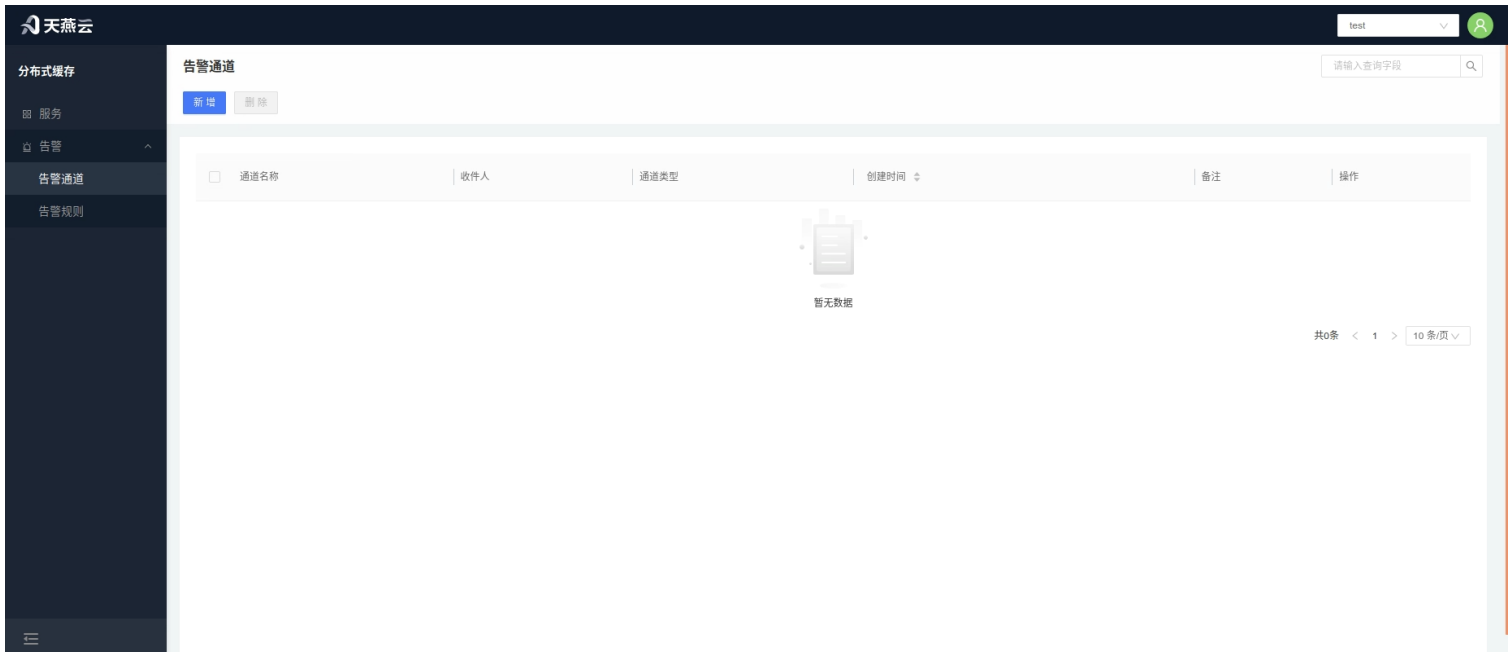 天燕云
test
分布式缓存
告警通道
请输入查询字段
新 增
删 除
服务
告警
告警通道
告警规则
通道名称
收件人
通道类型
创建时间
备注
操作
暂无数据
共0条
1
10 条/页